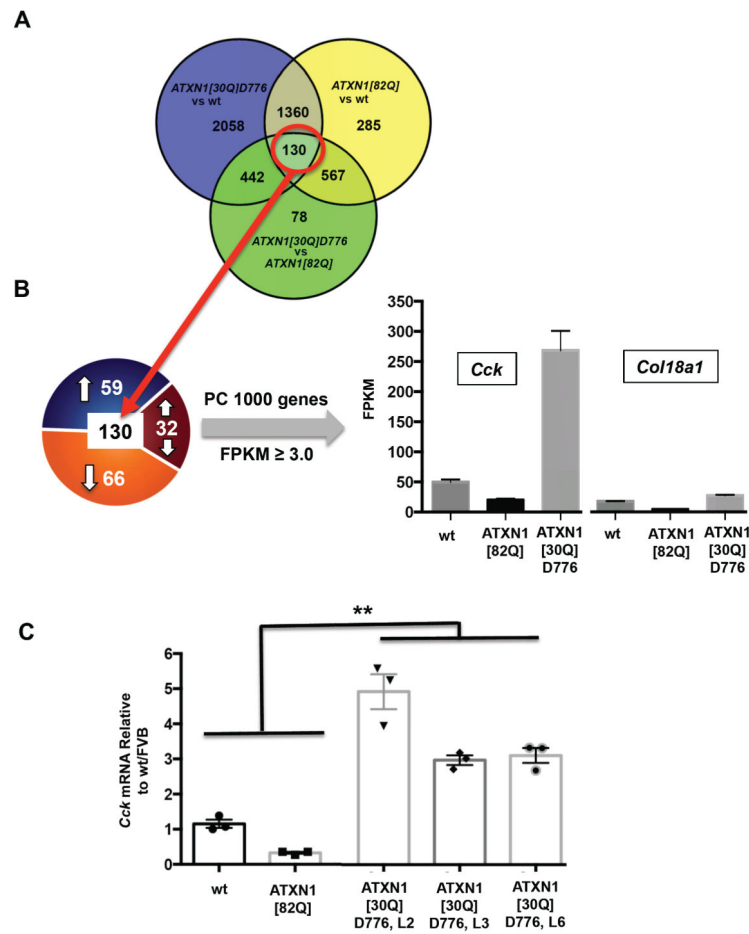 A
ATXN1[30Q]D776
vs wt
2058
1360
ATXN1[82Q]
vs wt
285
130
442
567
78
ATXN1[30Q]D776
vs
ATXN1[82Q]
B
59
130
32
66
PC 1000 genes
FPKM ≥ 3.0
FPKM
350
300
250
200
150
100
50
0
Cck
Col18a1
wt
ATXN1
[82Q]
ATXN1
[30Q]
D776
wt
ATXN1
[82Q]
ATXN1
[30Q]
D776
C
**
Cck mRNA Relative
to wt/FVB
6
5
4
3
2
1
0
wt
ATXN1
[82Q]
ATXN1
[30Q]
D776, L2
ATXN1
[30Q]
D776, L3
ATXN1
[30Q]
D776, L6